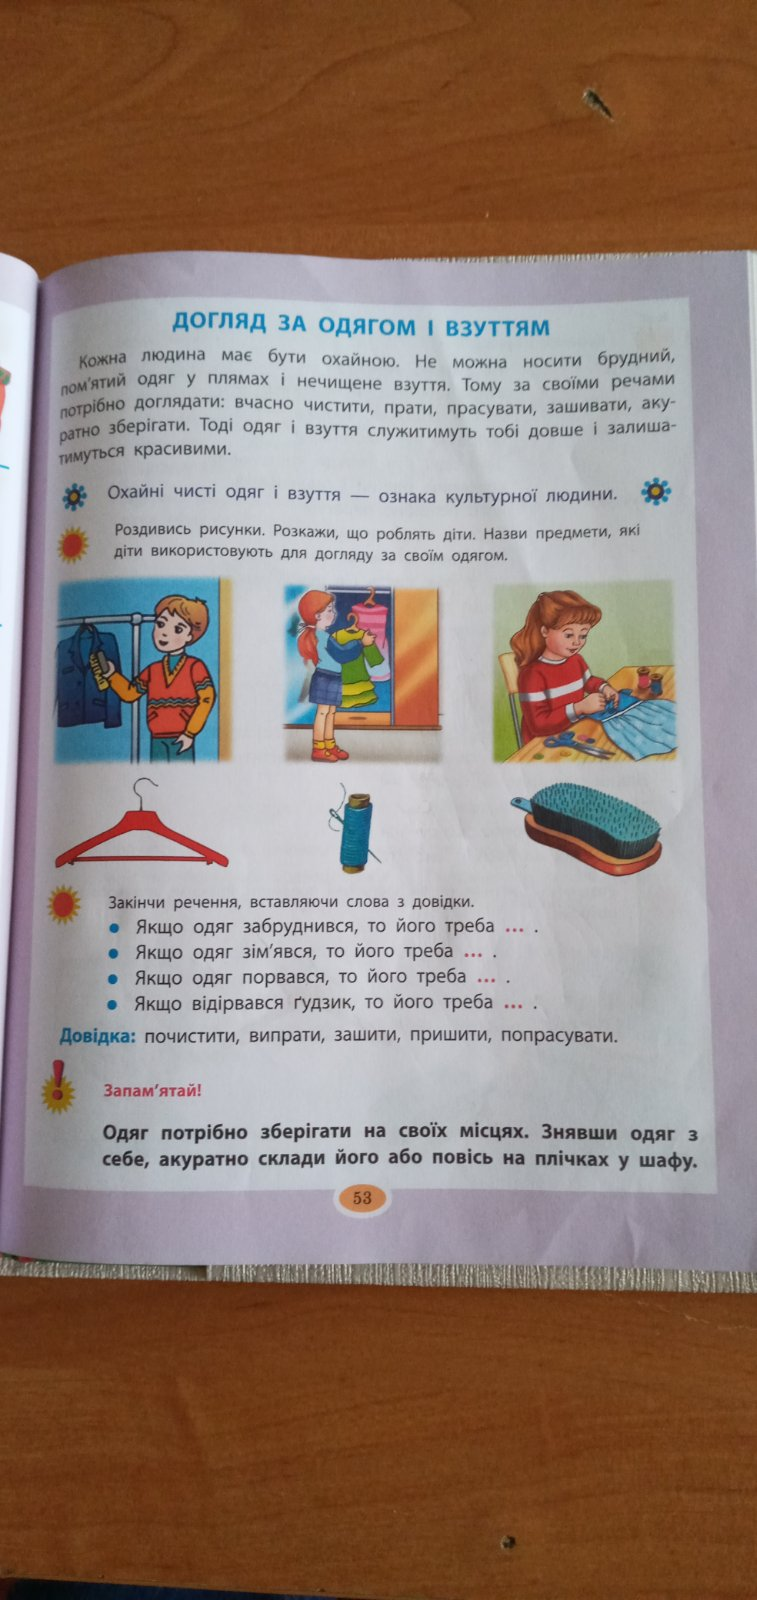 ДОГЛЯД ЗА ОДЯГОМ І ВЗУТТЯМ
Кожна людина має бути охайною. Не можна носити брудний,
пом'ятий одяг у плямах і нечищене взуття. Тому за своїми речами
потрібно доглядати: вчасно чистити, прати, прасувати, зашивати, аку-
ратно зберігати. Тоді одяг і взуття служитимуть тобі довше і залиша-
тимуться красивими.
Охайні чисті одяг і взуття — ознака культурної людини.
Роздивись рисунки. Розкажи, що роблять діти. Назви предмети, які
діти використовують для догляду за своїм одягом.
Закінчи речення, вставляючи слова з довідки.
• Якщо одяг забруднився, то його треба ... .
• Якщо одяг зім'явся, то його треба ... .
• Якщо одяг порвався, то його треба ... .
• Якщо відірвався ґудзик, то його треба ... .
Довідка: почистити, випрати, зашити, пришити, попрасувати.
Запам'ятай!
Одяг потрібно зберігати на своїх місцях. Знявши одяг з
себе, акуратно склади його або повісь на плічках у шафу.
53